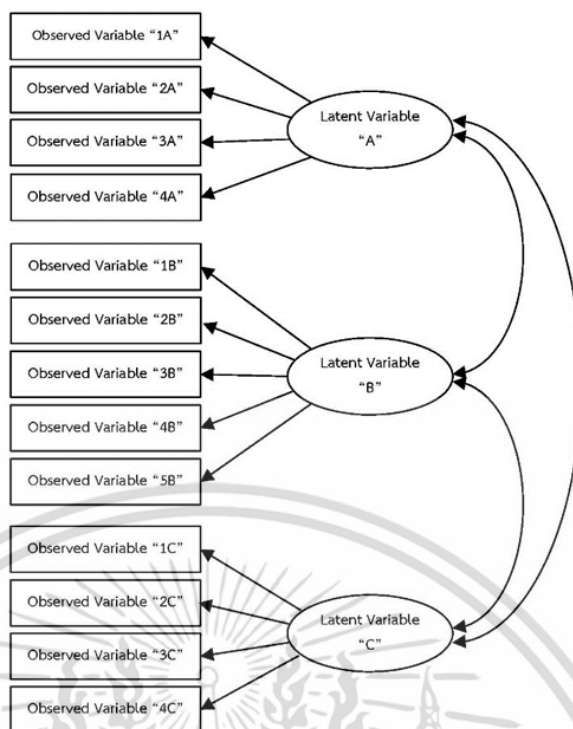 Observed Variable “1A”
Observed Variable “2A”
Observed Variable “3A”
Observed Variable “4A”
Latent Variable
“A”
Observed Variable “1B”
Observed Variable “2B”
Observed Variable “3B”
Observed Variable “4B”
Observed Variable “5B”
Latent Variable
“B”
Observed Variable “1C”
Observed Variable “2C”
Observed Variable “3C”
Observed Variable “4C”
Latent Variable
“C”